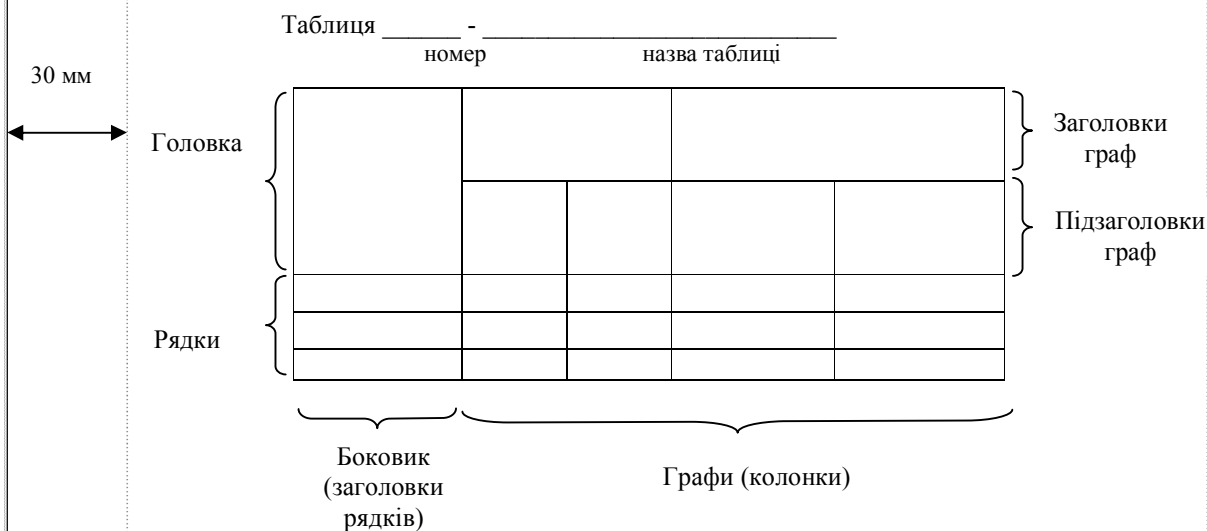 Таблиця ______ - ___________________________
номер назва таблиці
30 мм
Головка
Заголовки
граф
Підзаголовки
граф
Рядки
Боковик
(заголовки
рядків)
Графи (колонки)